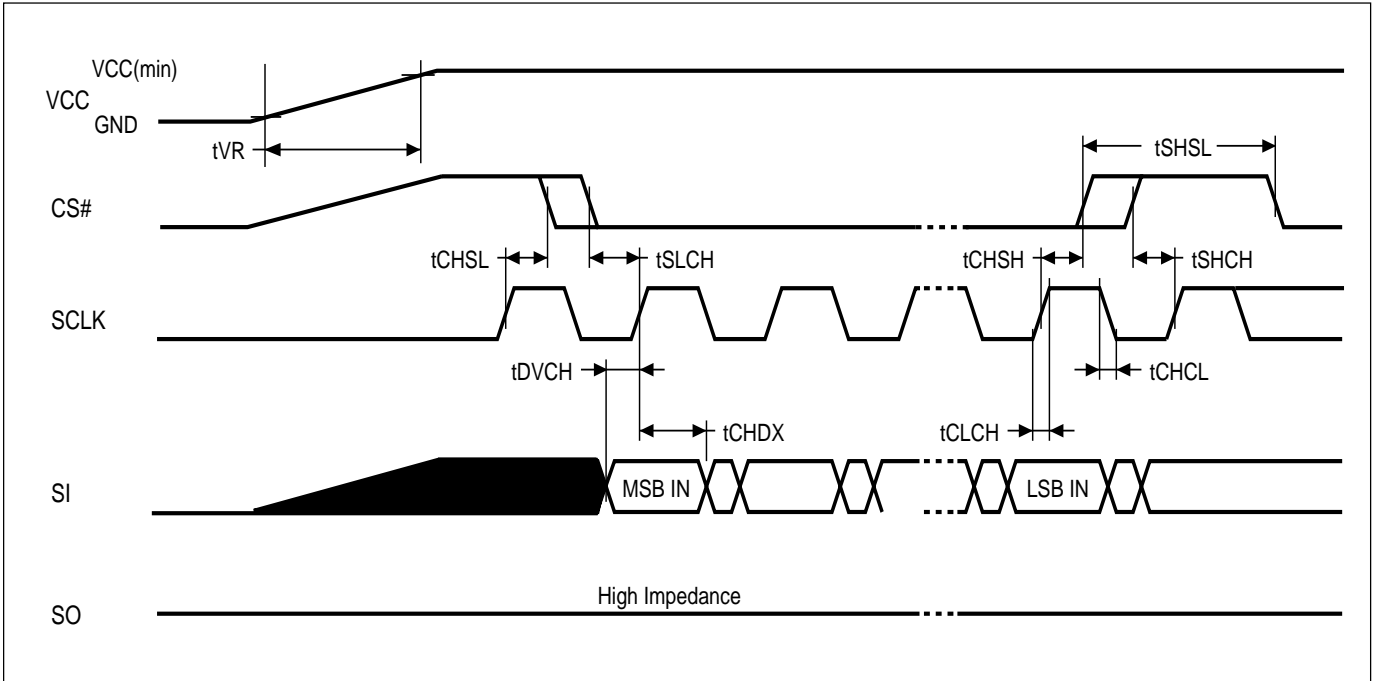 VCC(min)
VCC
GND
tVR
tSHSL
CS#
tCHSL
tSLCH
tCHSH
tSHCH
SCLK
tDVCH
tCHCL
tCHDX
tCLCH
SI
MSB IN
LSB IN
High Impedance
SO